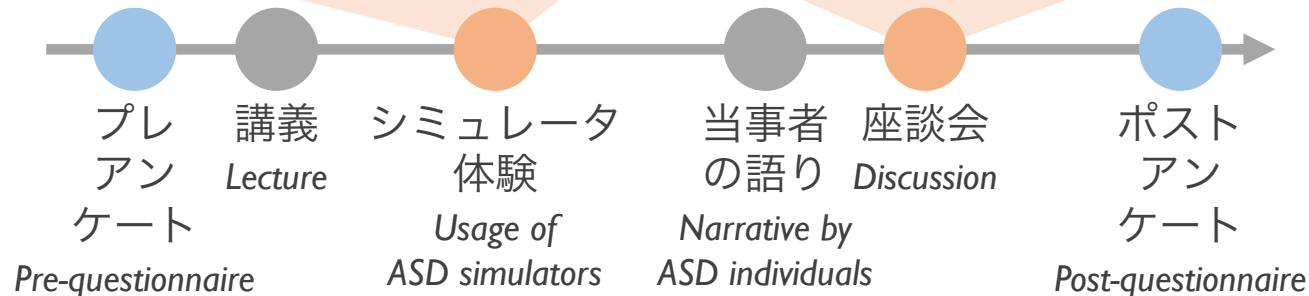 プレ
アン
ケート
Pre-questionnaire
講義
Lecture
シミュレータ
体験
Usage of
ASD simulators
当事者
の語り
Narrative by
ASD individuals
座談会
Discussion
ポスト
アン
ケート
Post-questionnaire